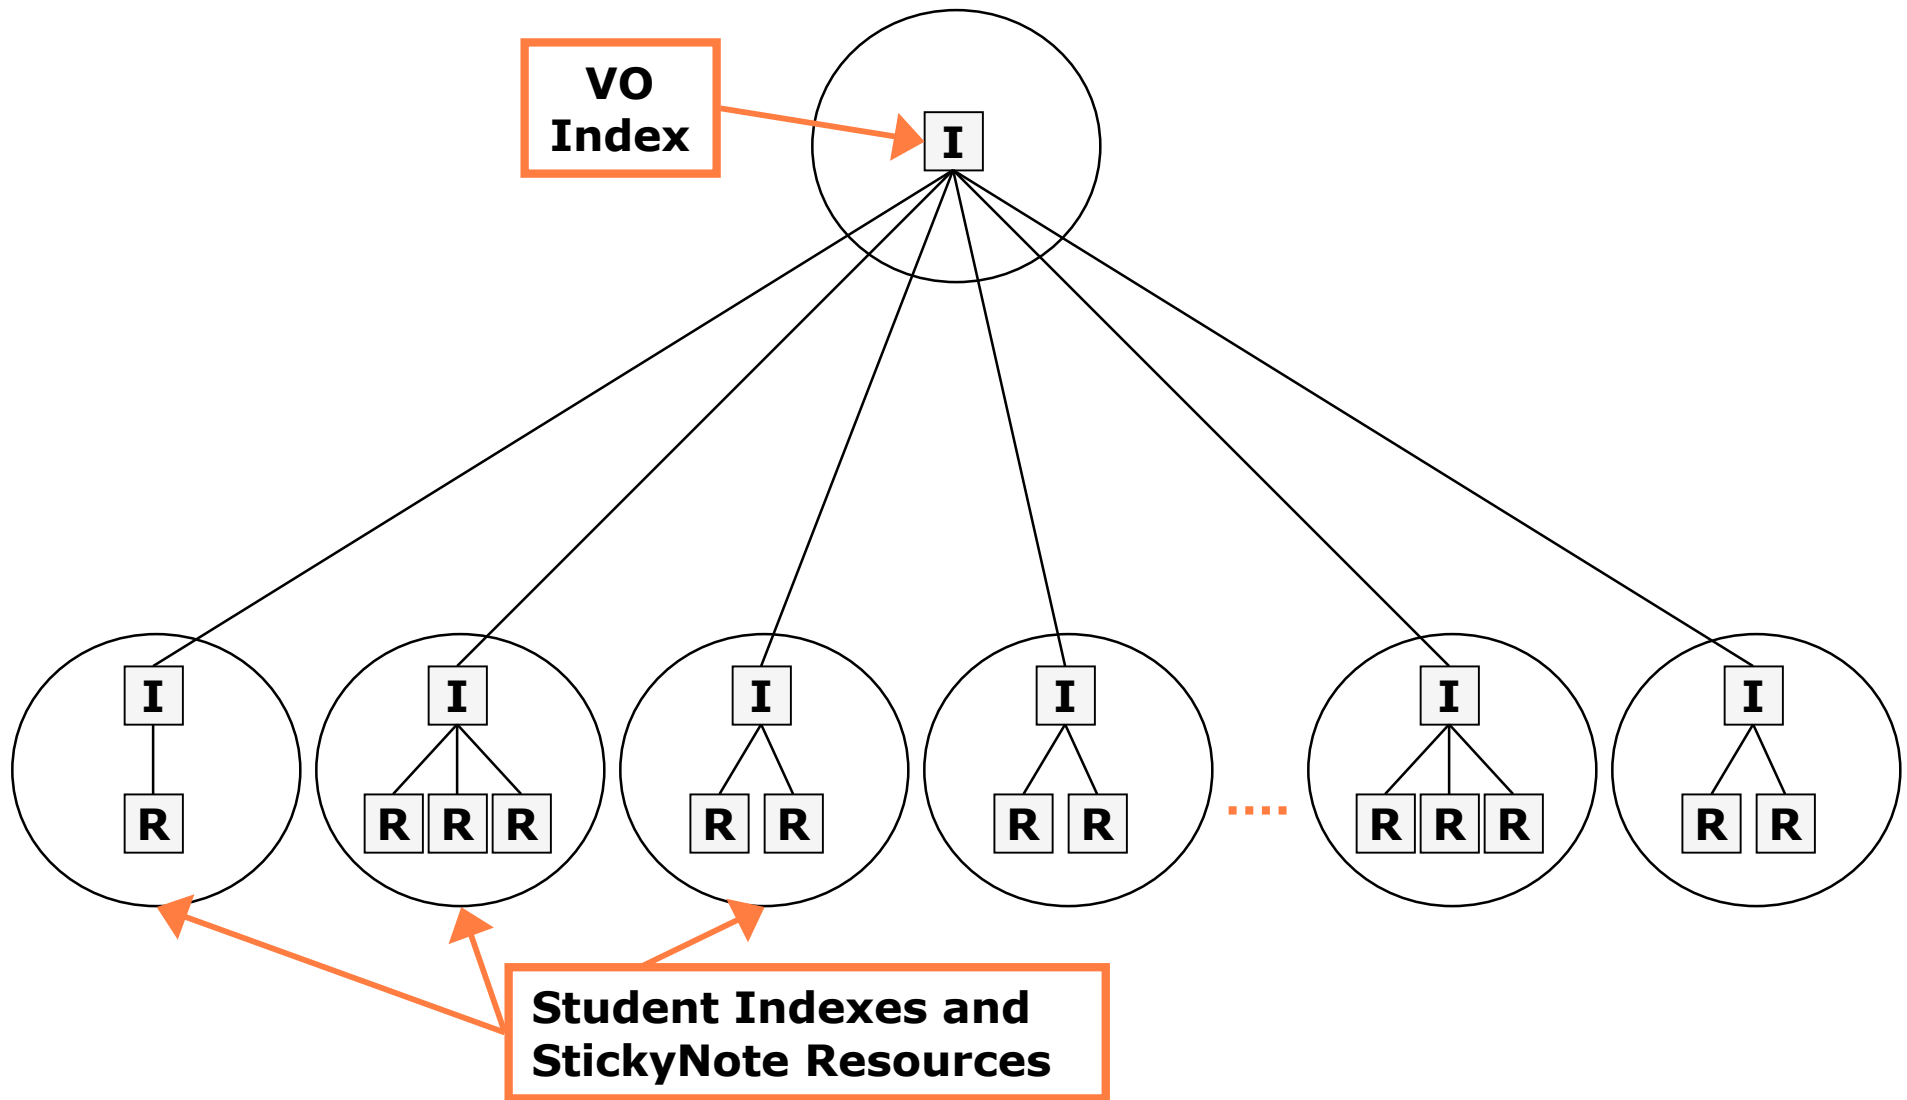 VO
Index
I
I I I I I I
R R R R R R R R .... R R R R R
Student Indexes and
StickyNote Resources